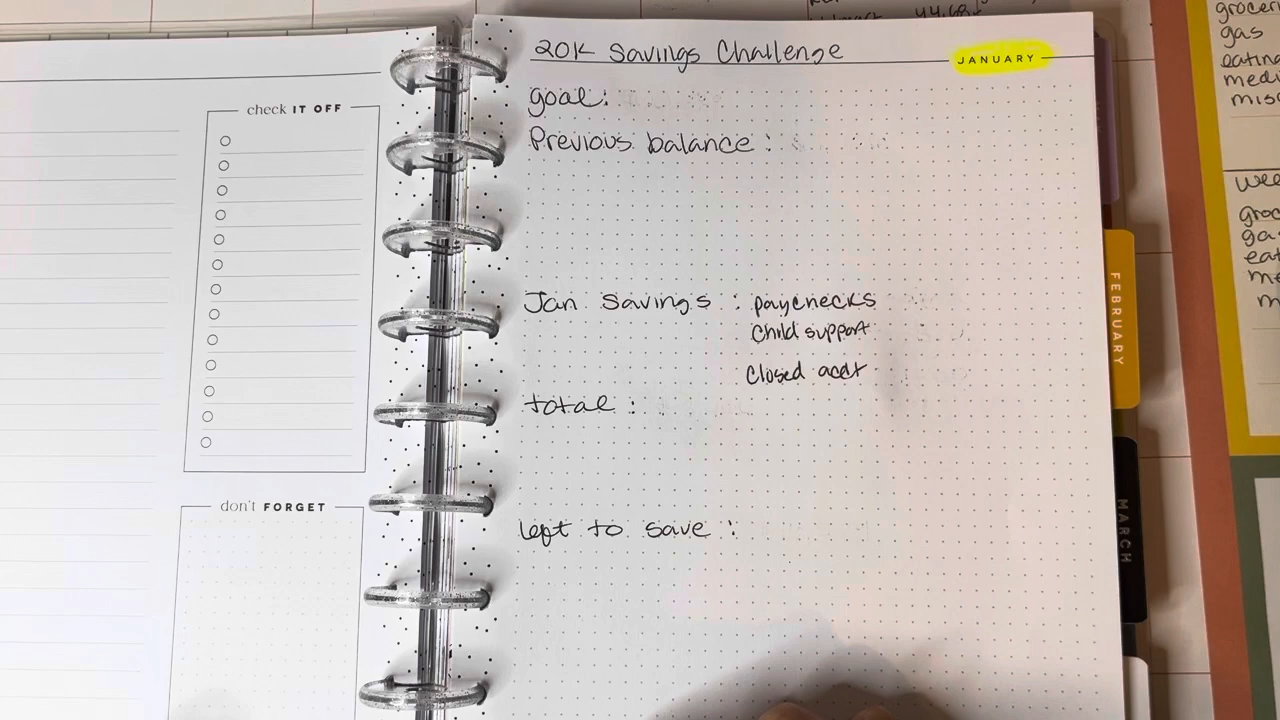 20K Savings Challenge
JANUARY
goal:
Previous balance :
Jan Savings : paychecks
Child support
Closed acct
total :
left to save :
check IT OFF
don't FORGET
FEBRUARY
MARCH
gas